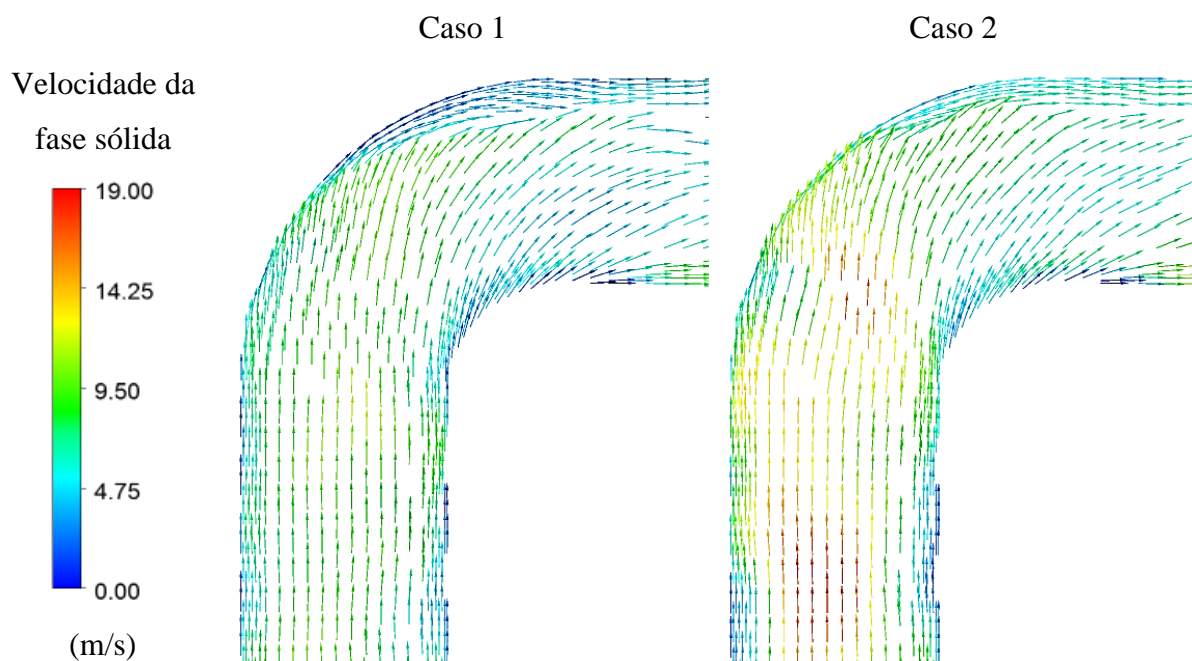 Caso 1
Caso 2
Velocidade da
fase sólida
19.00
14.25
9.50
4.75
0.00
(m/s)